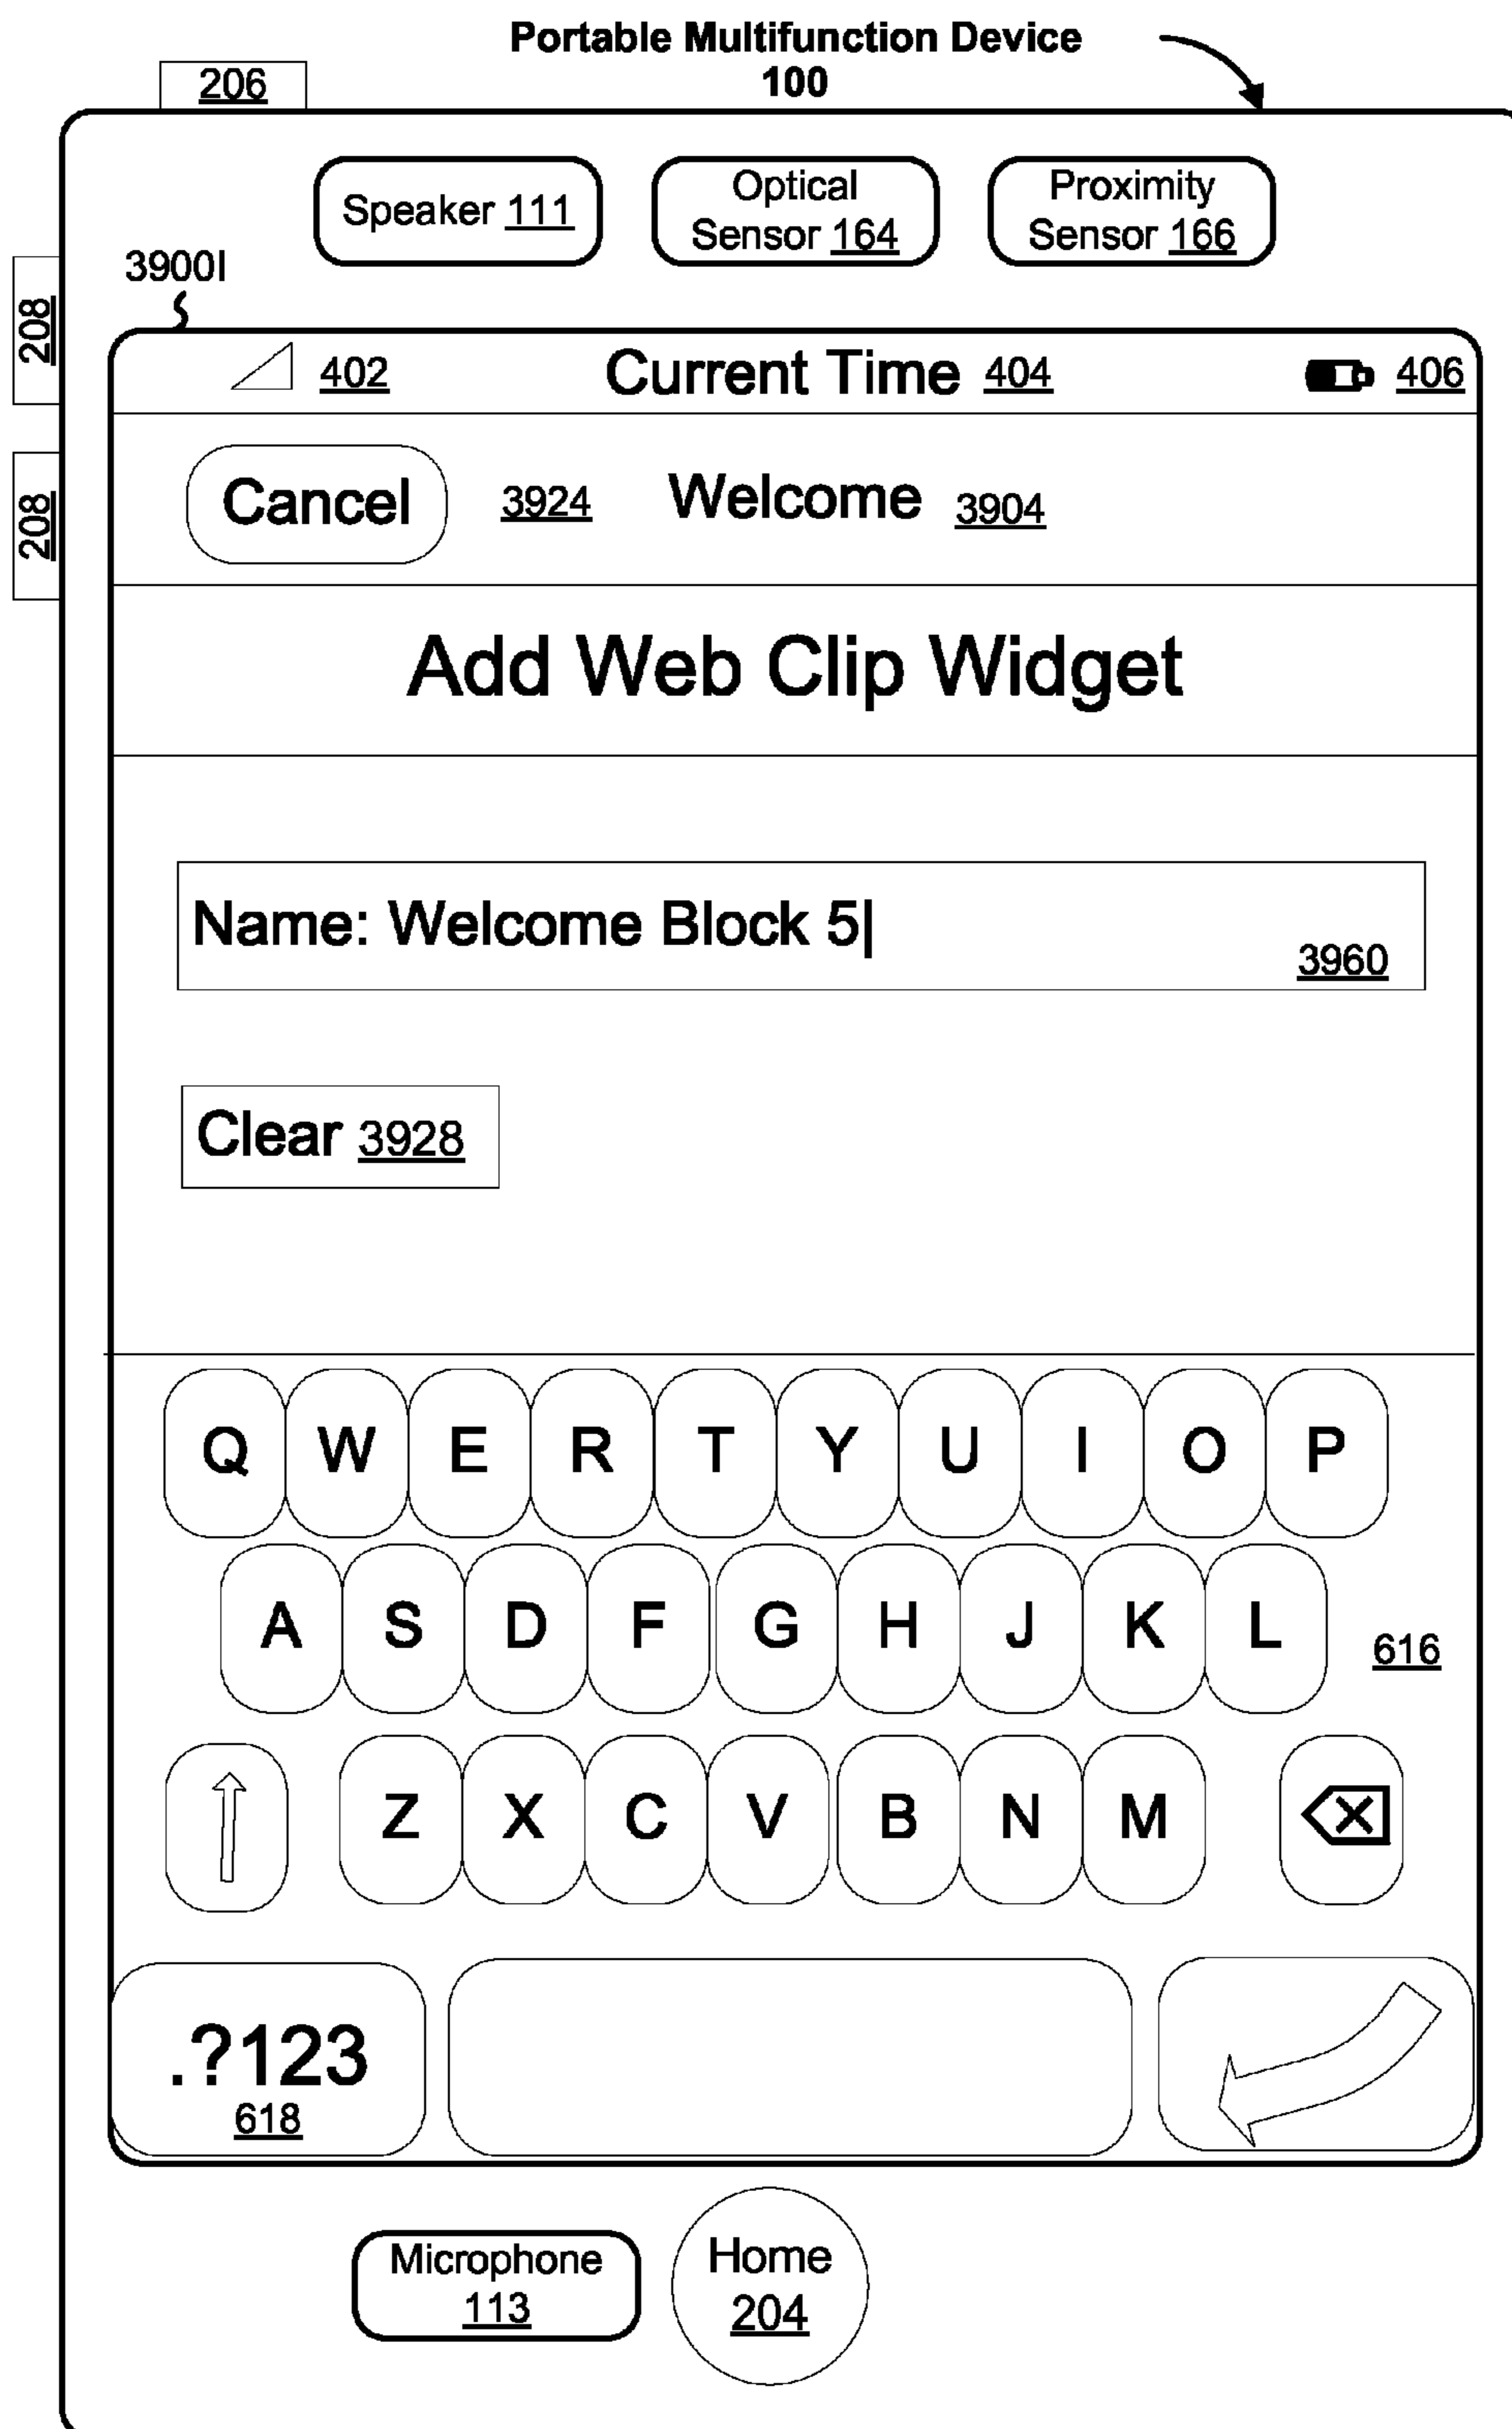 Portable Multifunction Device
100
206
Speaker 111
Optical
Sensor 164
Proximity
Sensor 166
3900I
208
402
Current Time 404
406
208
Cancel
3924
Welcome 3904
Add Web Clip Widget
Name: Welcome Block 5|
3960
Clear 3928
Q W E R T Y U I O P
A S D F G H J K L
616
Z X C V B N M
.?123
618
Microphone
113
Home
204